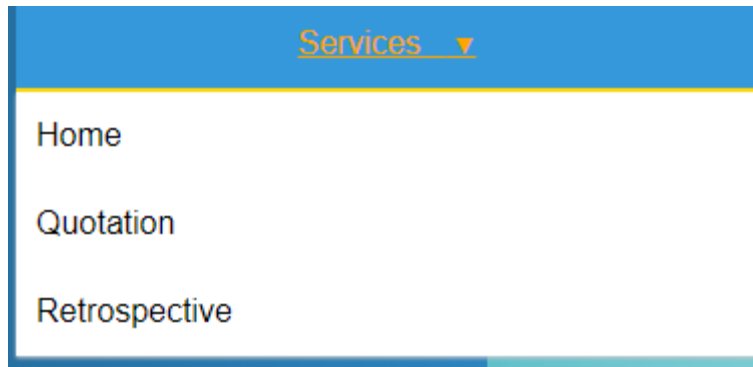 Services ▼
Home
Quotation
Retrospective